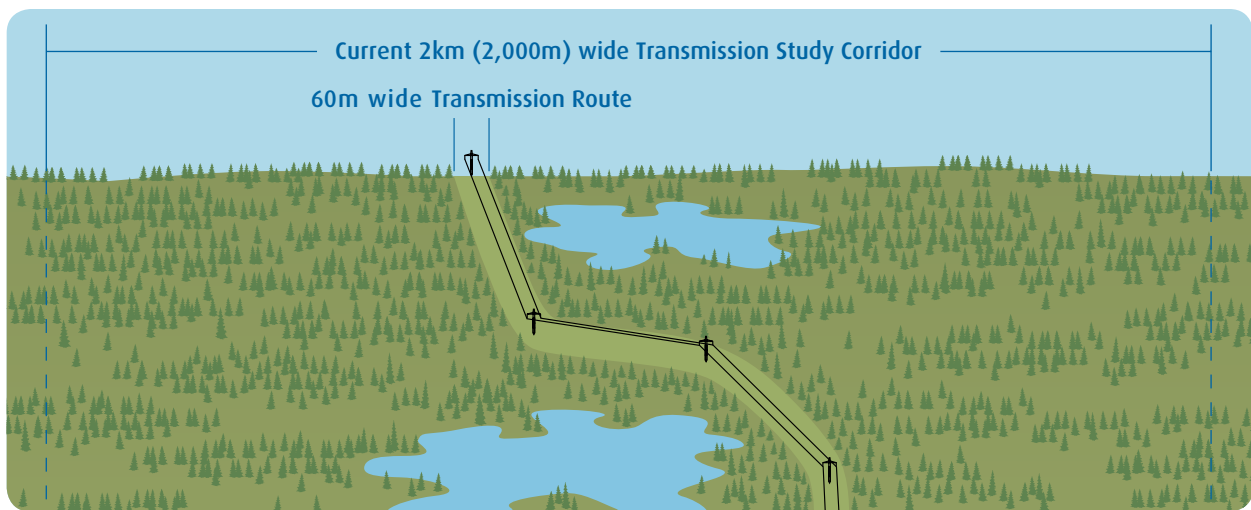 Current 2km (2,000m) wide Transmission Study Corridor
60m wide Transmission Route